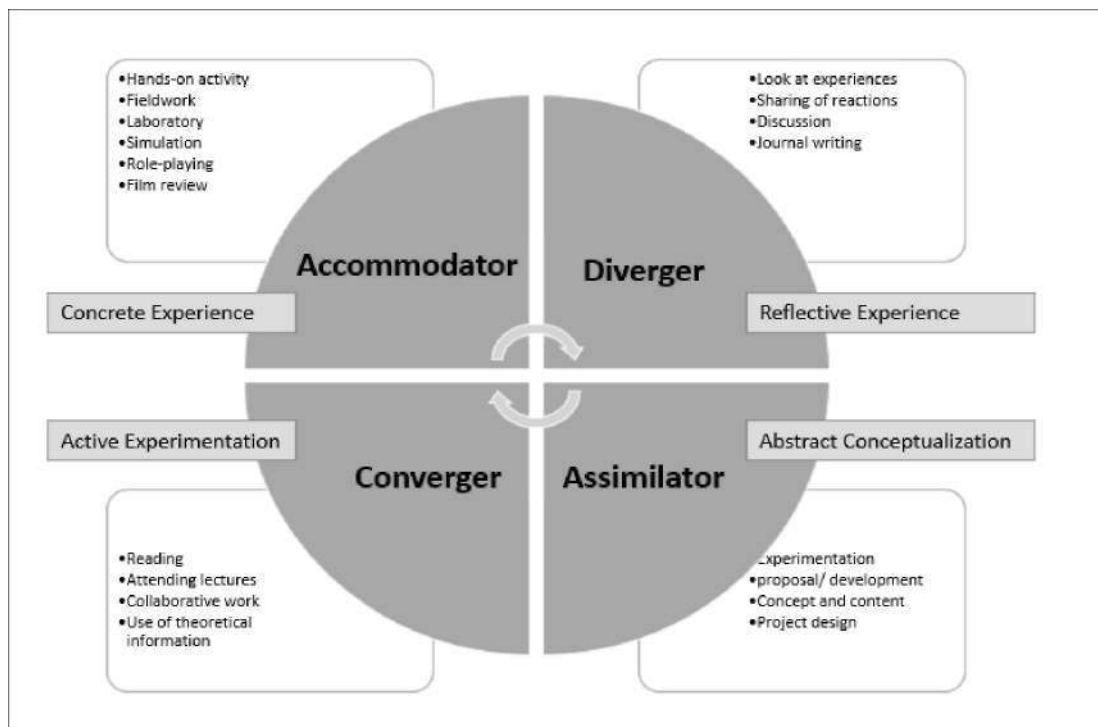 •Hands-on activity
•Fieldwork
•Laboratory
•Simulation
•Role-playing
•Film review
•Look at experiences
•Sharing of reactions
•Discussion
•Journal writing
Accommodator
Diverger
Concrete Experience
Reflective Experience
Active Experimentation
Abstract Conceptualization
Converger
Assimilator
•Reading
•Attending lectures
•Collaborative work
•Use of theoretical
information
Experimentation
•proposal/ development
•Concept and content
•Project design